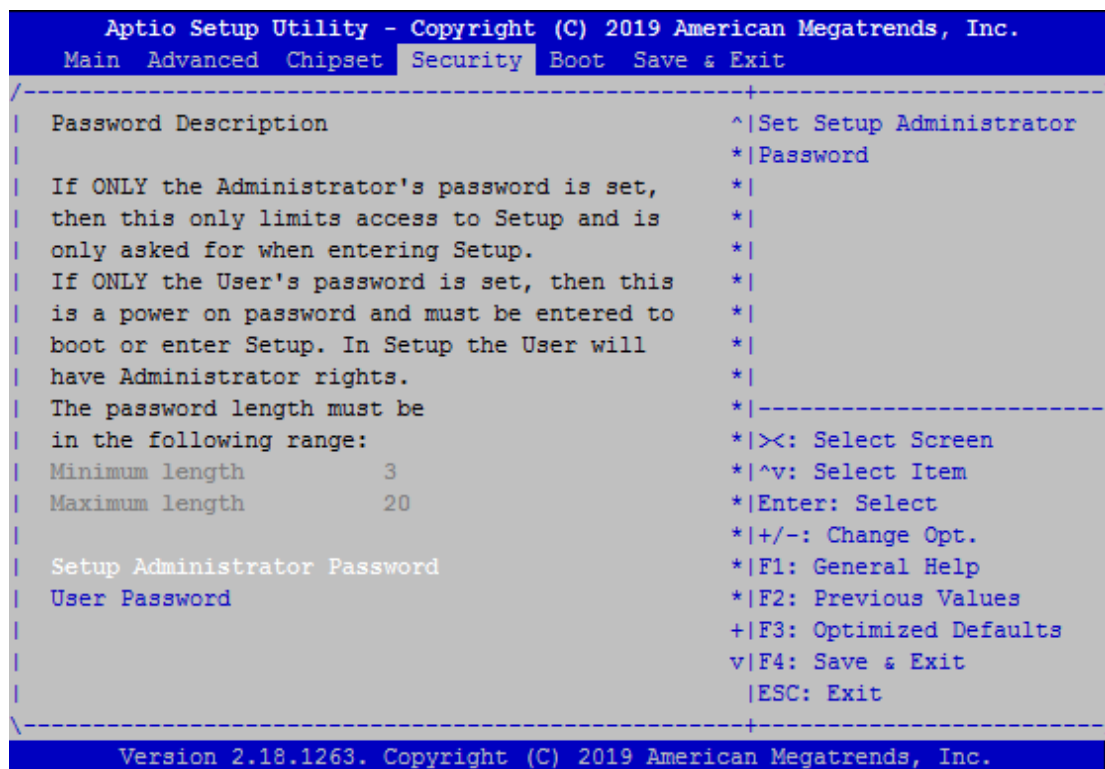 Aptio Setup Utility - Copyright (C) 2019 American Megatrends, Inc.
Main Advanced Chipset Security Boot Save & Exit
/----------------------------------------------------+-------------------------
| Password Description ^|Set Setup Administrator
| *|Password
| If ONLY the Administrator's password is set, *|
| then this only limits access to Setup and is *|
| only asked for when entering Setup. *|
| If ONLY the User's password is set, then this *|
| is a power on password and must be entered to *|
| boot or enter Setup. In Setup the User will *|
| have Administrator rights. *|
| The password length must be *|-------------------------
| in the following range: *|><: Select Screen
| Minimum length 3 *|^v: Select Item
| Maximum length 20 *|Enter: Select
| *|+/-: Change Opt.
| Setup Administrator Password *|F1: General Help
| User Password *|F2: Previous Values
| +|F3: Optimized Defaults
| v|F4: Save & Exit
| |ESC: Exit
\----------------------------------------------------+-------------------------
Version 2.18.1263. Copyright (C) 2019 American Megatrends, Inc.